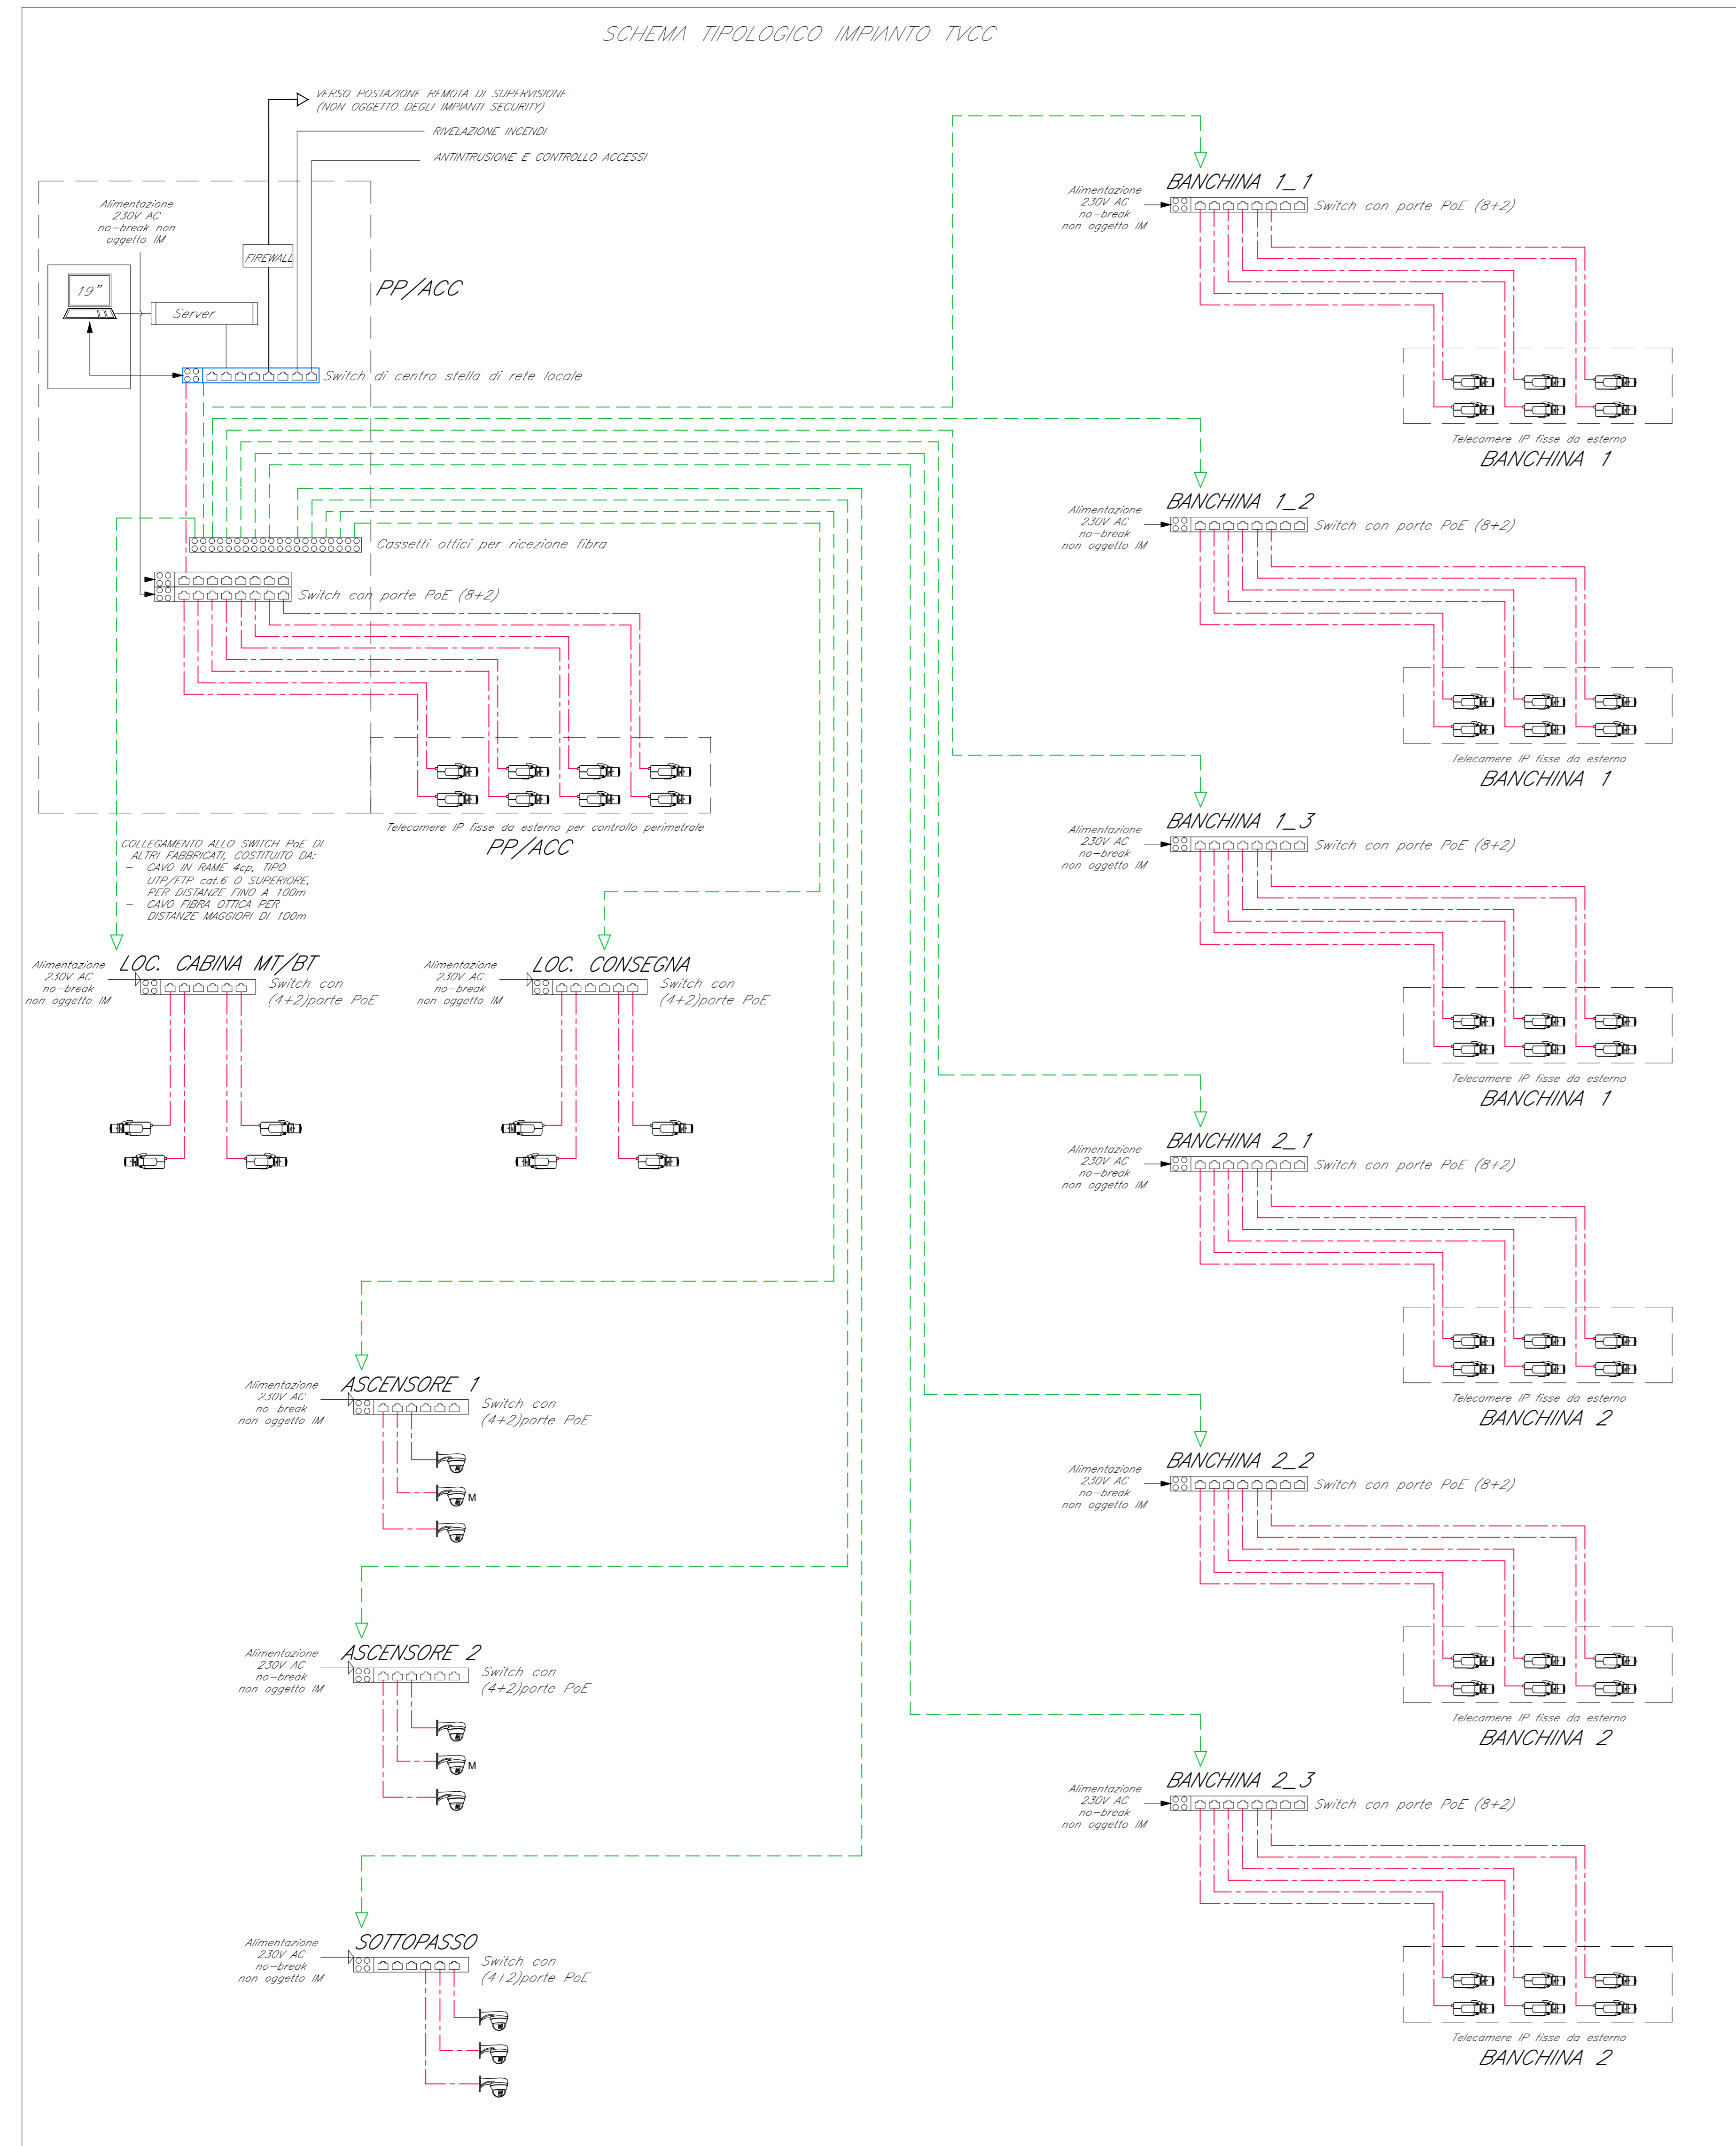 SCHEMA TIPOLOGICO IMPIANTO TVCC
VERSO POSTAZIONE REMOTA DI SUPERVISIONE
(NON OGGETTO DEGLI IMPIANTI SECURITY)
RIVELAZIONE INCENDI
ANTINTRUSIONE E CONTROLLO ACCESSI
Alimentazione
230V AC
no-break non
oggetto IM
FIREWALL
PP/ACC
19"
Server
Switch di centro stella di rete locale
Cassetti ottici per ricezione fibra
Switch con porte PoE (8+2)
Telecamere IP fisse da esterno per controllo perimetrale
PP/ACC
COLLEGAMENTO ALLO SWITCH PoE DI
ALTRI FABBRICATI, COSTITUITO DA:
- CAVO IN RAME 4cp, TIPO
UTP/FTP cat.6 O SUPERIORE,
PER DISTANZE FINO A 100m
- CAVO FIBRA OTTICA PER
DISTANZE MAGGIORI DI 100m
LOC. CABINA MT/BT
Alimentazione
230V AC
no-break
non oggetto IM
Switch con
(4+2)porte PoE
LOC. CONSEGNA
Alimentazione
230V AC
no-break
non oggetto IM
Switch con
(4+2)porte PoE
ASCENSORE 1
Alimentazione
230V AC
no-break
non oggetto IM
Switch con
(4+2)porte PoE
M
ASCENSORE 2
Alimentazione
230V AC
no-break
non oggetto IM
Switch con
(4+2)porte PoE
M
SOTTOPASSO
Alimentazione
230V AC
no-break
non oggetto IM
Switch con
(4+2)porte PoE
BANCHINA 1_1
Alimentazione
230V AC
no-break
non oggetto IM
Switch con porte PoE (8+2)
Telecamere IP fisse da esterno
BANCHINA 1
BANCHINA 1_2
Alimentazione
230V AC
no-break
non oggetto IM
Switch con porte PoE (8+2)
Telecamere IP fisse da esterno
BANCHINA 1
BANCHINA 1_3
Alimentazione
230V AC
no-break
non oggetto IM
Switch con porte PoE (8+2)
Telecamere IP fisse da esterno
BANCHINA 1
BANCHINA 2_1
Alimentazione
230V AC
no-break
non oggetto IM
Switch con porte PoE (8+2)
Telecamere IP fisse da esterno
BANCHINA 2
BANCHINA 2_2
Alimentazione
230V AC
no-break
non oggetto IM
Switch con porte PoE (8+2)
Telecamere IP fisse da esterno
BANCHINA 2
BANCHINA 2_3
Alimentazione
230V AC
no-break
non oggetto IM
Switch con porte PoE (8+2)
Telecamere IP fisse da esterno
BANCHINA 2